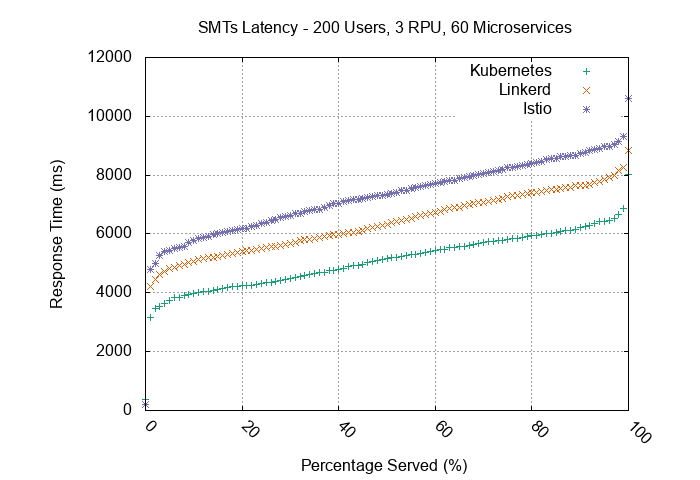 SMTs Latency - 200 Users, 3 RPU, 60 Microservices
12000
10000
8000
6000
4000
2000
0
Response Time (ms)
Kubernetes
Linkerd
Istio
0
20
40
60
80
100
Percentage Served (%)